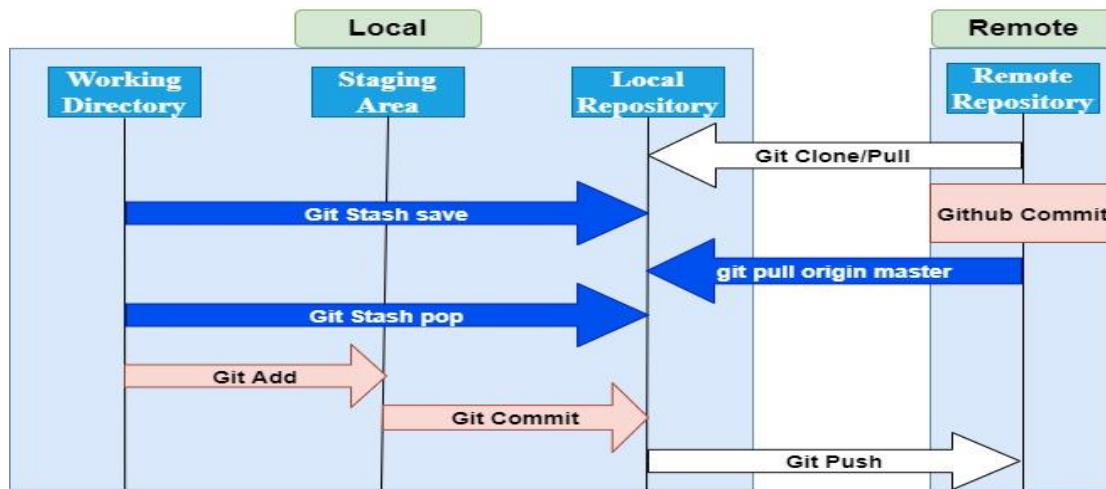 Local
Remote
Working
Directory
Staging
Area
Local
Repository
Remote
Repository
Git Clone/Pull
Git Stash save
Github Commit
git pull origin master
Git Stash pop
Git Add
Git Commit
Git Push